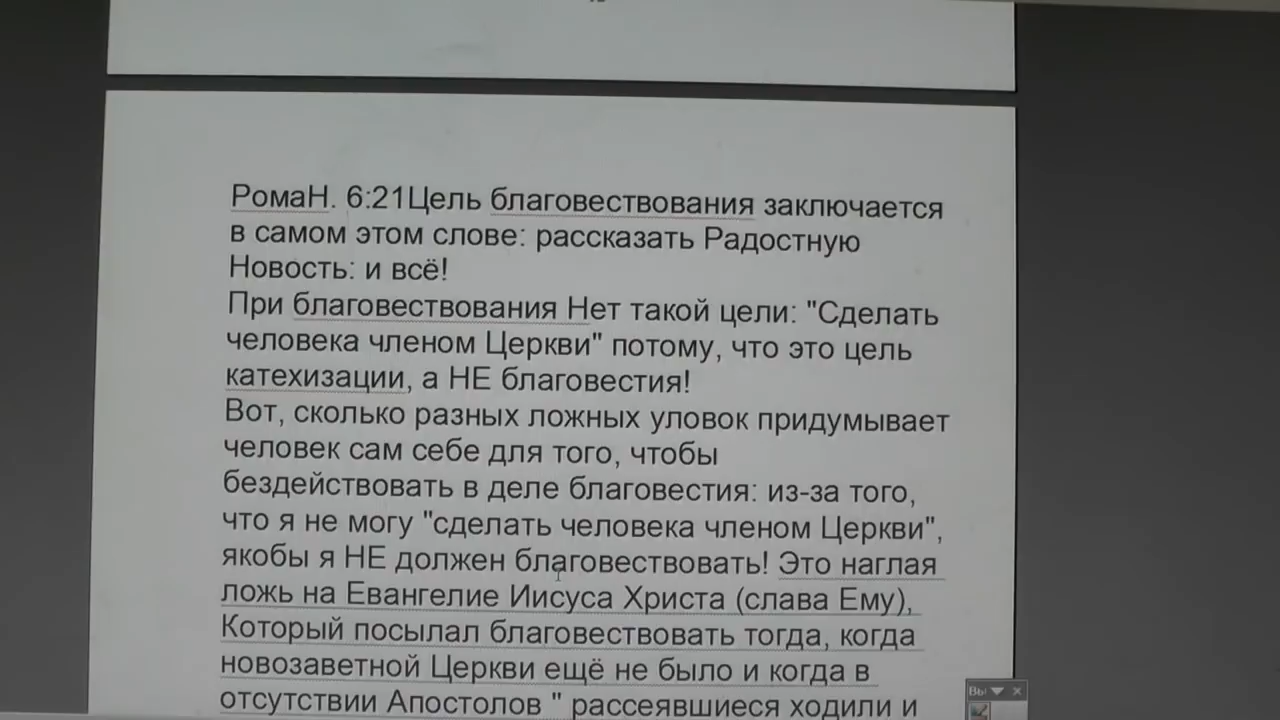 РомаН. 6:21Цель благовествования заключается
в самом этом слове: рассказать Радостную
Новость: и всё!
При благовествования Нет такой цели: "Сделать
человека членом Церкви" потому, что это цель
катехизации, а НЕ благовестия!
Вот, сколько разных ложных уловок придумывает
человек сам себе для того, чтобы
бездействовать в деле благовестия: из-за того,
что я не могу "сделать человека членом Церкви",
якобы я НЕ должен благовествовать! Это наглая
ложь на Евангелие Иисуса Христа (слава Ему),
Который посылал благовествовать тогда, когда
новозаветной Церкви ещё не было и когда в
отсутствии Апостолов " рассеявшиеся ходили и